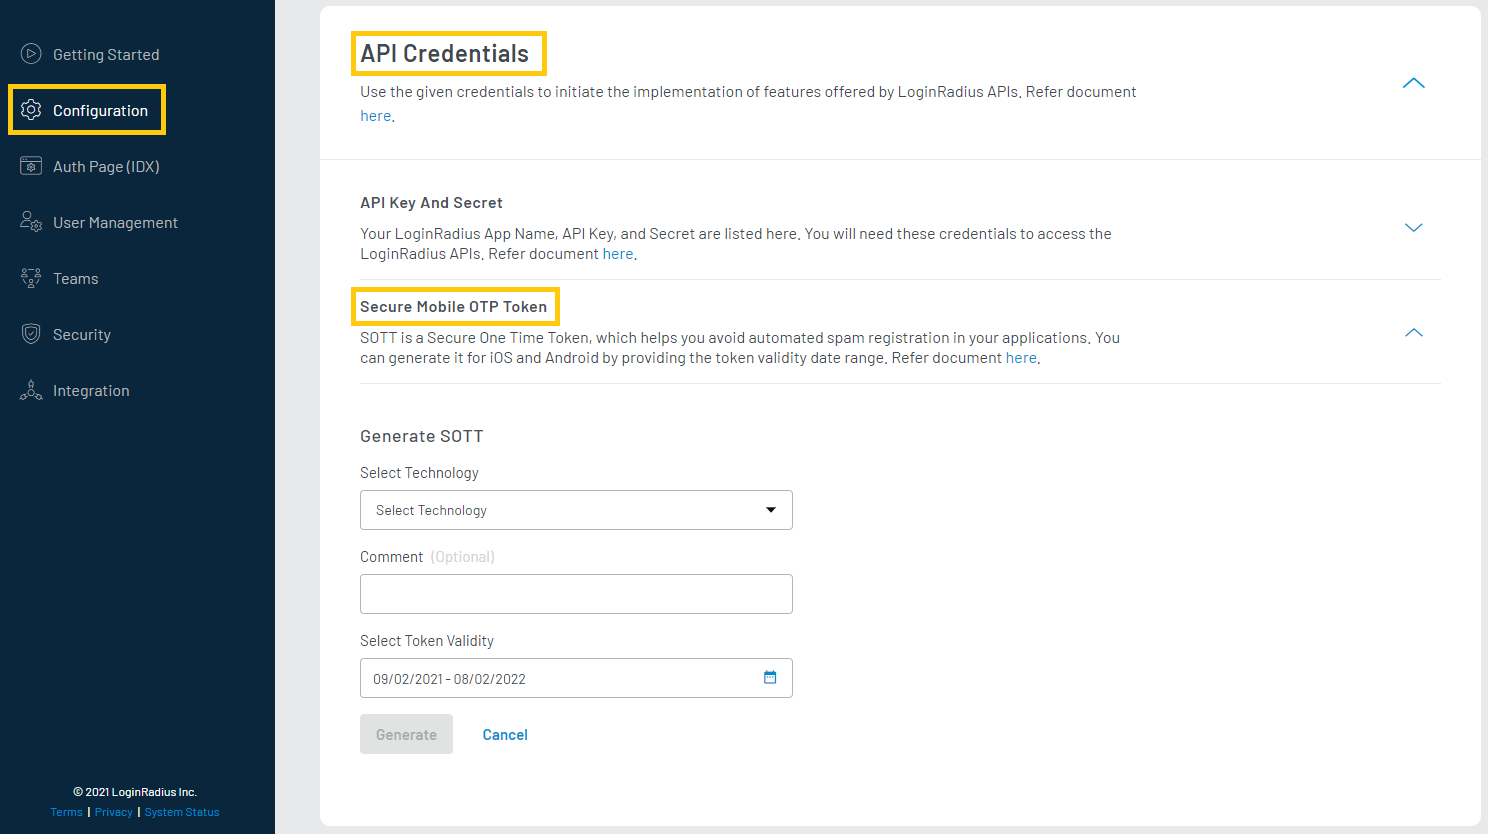 Getting Started
Configuration
Auth Page (IDX)
User Management
Teams
Security
Integration
© 2021 LoginRadius Inc.
Terms | Privacy | System Status
API Credentials
Use the given credentials to initiate the implementation of features offered by LoginRadius APIs. Refer document
here.
API Key And Secret
Your LoginRadius App Name, API Key, and Secret are listed here. You will need these credentials to access the
LoginRadius APIs. Refer document here.
Secure Mobile OTP Token
SOTT is a Secure One Time Token, which helps you avoid automated spam registration in your applications. You
can generate it for iOS and Android by providing the token validity date range. Refer document here.
Generate SOTT
Select Technology
Select Technology
Comment (Optional)
Select Token Validity
09/02/2021 - 08/02/2022
Generate Cancel